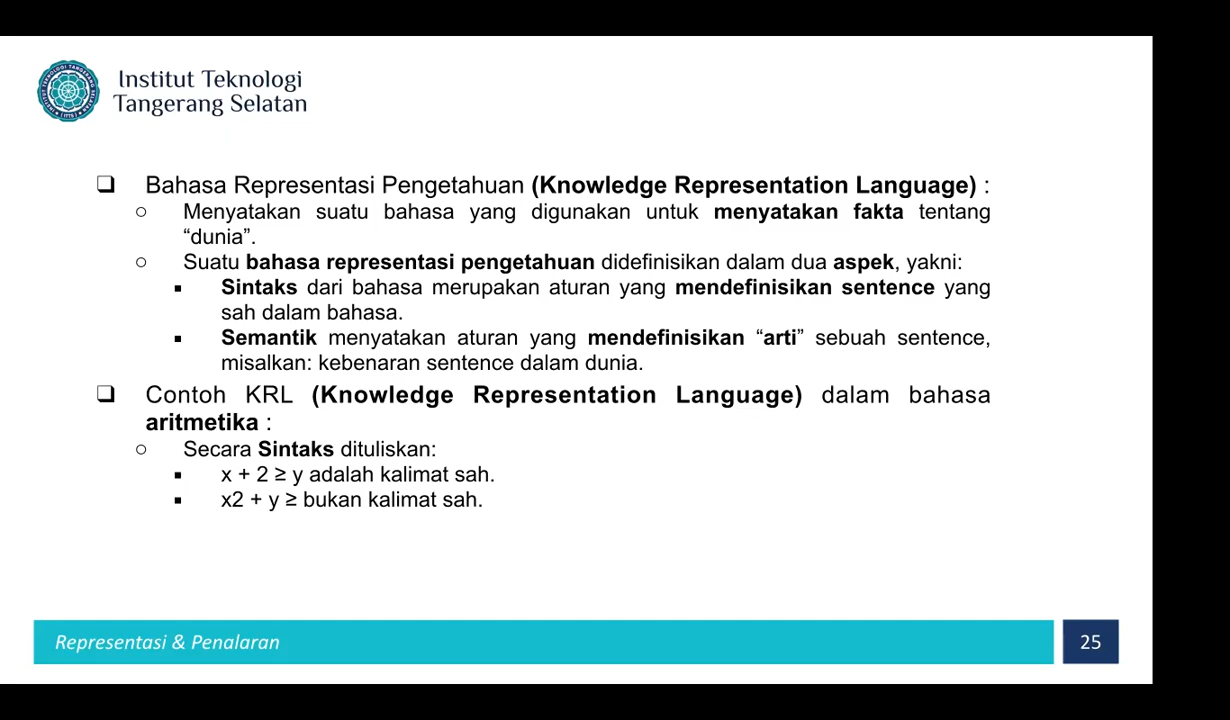 Institut Teknologi
Tangerang Selatan
❑ Bahasa Representasi Pengetahuan (Knowledge Representation Language) :
○ Menyatakan suatu bahasa yang digunakan untuk menyatakan fakta tentang
“dunia”.
○ Suatu bahasa representasi pengetahuan didefinisikan dalam dua aspek, yakni:
▪ Sintaks dari bahasa merupakan aturan yang mendefinisikan sentence yang
sah dalam bahasa.
▪ Semantik menyatakan aturan yang mendefinisikan “arti” sebuah sentence,
misalkan: kebenaran sentence dalam dunia.
❑ Contoh KRL (Knowledge Representation Language) dalam bahasa
aritmetika :
○ Secara Sintaks dituliskan:
▪ x + 2 ≥ y adalah kalimat sah.
▪ x2 + y ≥ bukan kalimat sah.
Representasi & Penalaran
25